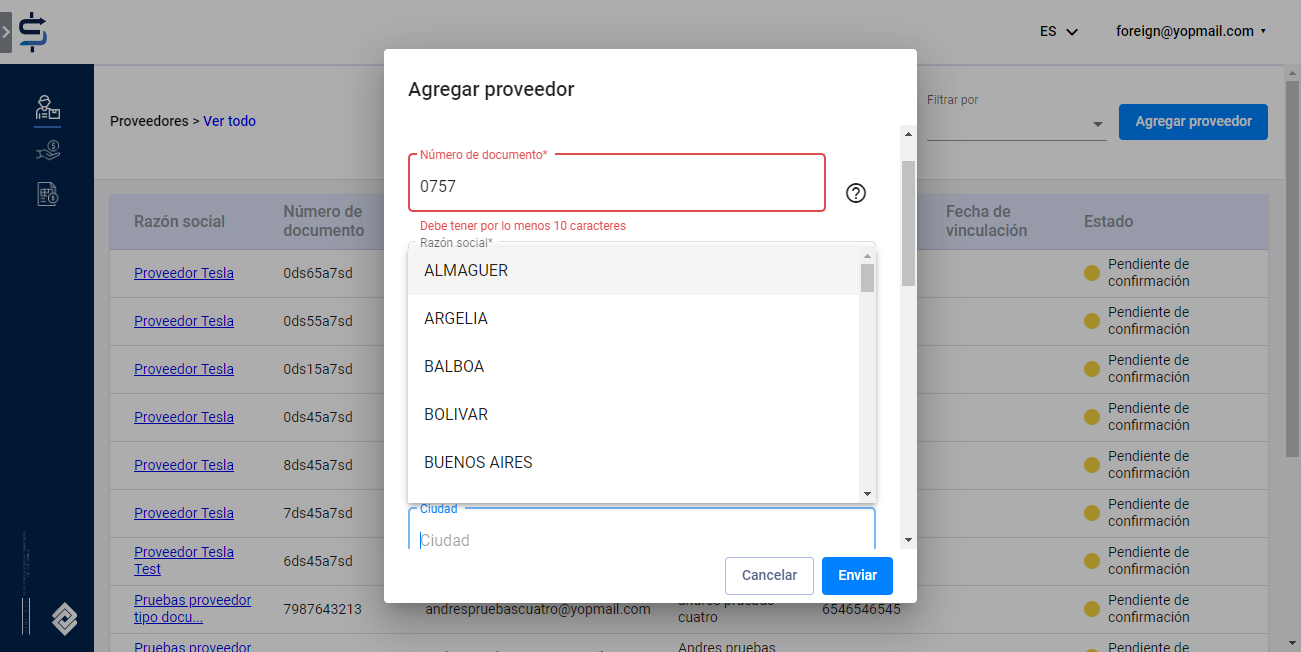 ES
foreign@yopmail.com
Agregar proveedor
Proveedores > Ver todo
Filtrar por
Agregar proveedor
Número de documento*
0757
Debe tener por lo menos 10 caracteres
Razón social*
ALMAGUER
ARGELIA
BALBOA
BOLIVAR
BUENOS AIRES
Ciudad
Ciudad
Cancelar
Enviar
Razón social
Número de
documento
Fecha de
vinculación
Estado
Proveedor Tesla
0ds65a7sd
Pendiente de
confirmación
Proveedor Tesla
0ds55a7sd
Pendiente de
confirmación
Proveedor Tesla
0ds15a7sd
Pendiente de
confirmación
Proveedor Tesla
0ds45a7sd
Pendiente de
confirmación
Proveedor Tesla
8ds45a7sd
Pendiente de
confirmación
Proveedor Tesla
7ds45a7sd
Pendiente de
confirmación
Proveedor Tesla
Test
6ds45a7sd
Pendiente de
confirmación
Pruebas proveedor
tipo docu...
7987643213
andrespruebascuatro@yopmail.com
andres pruebas
cuatro
6546546545
Pendiente de
confirmación
Pruebas proveedor
Andres pruebas
Pendiente de